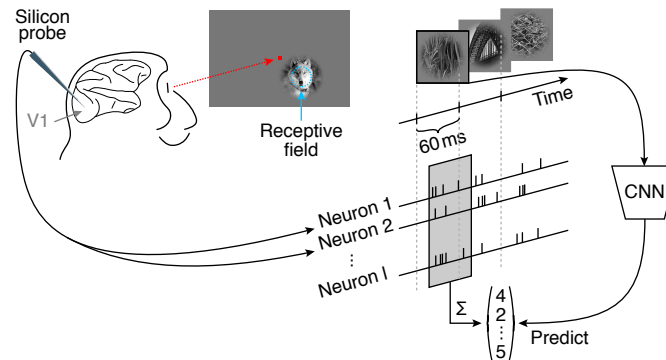 Silicon
probe
V1
Receptive
field
Time
60 ms
CNN
Neuron 1
Neuron 2
⋮
Neuron l
Σ
4
2
⋮
5
Predict